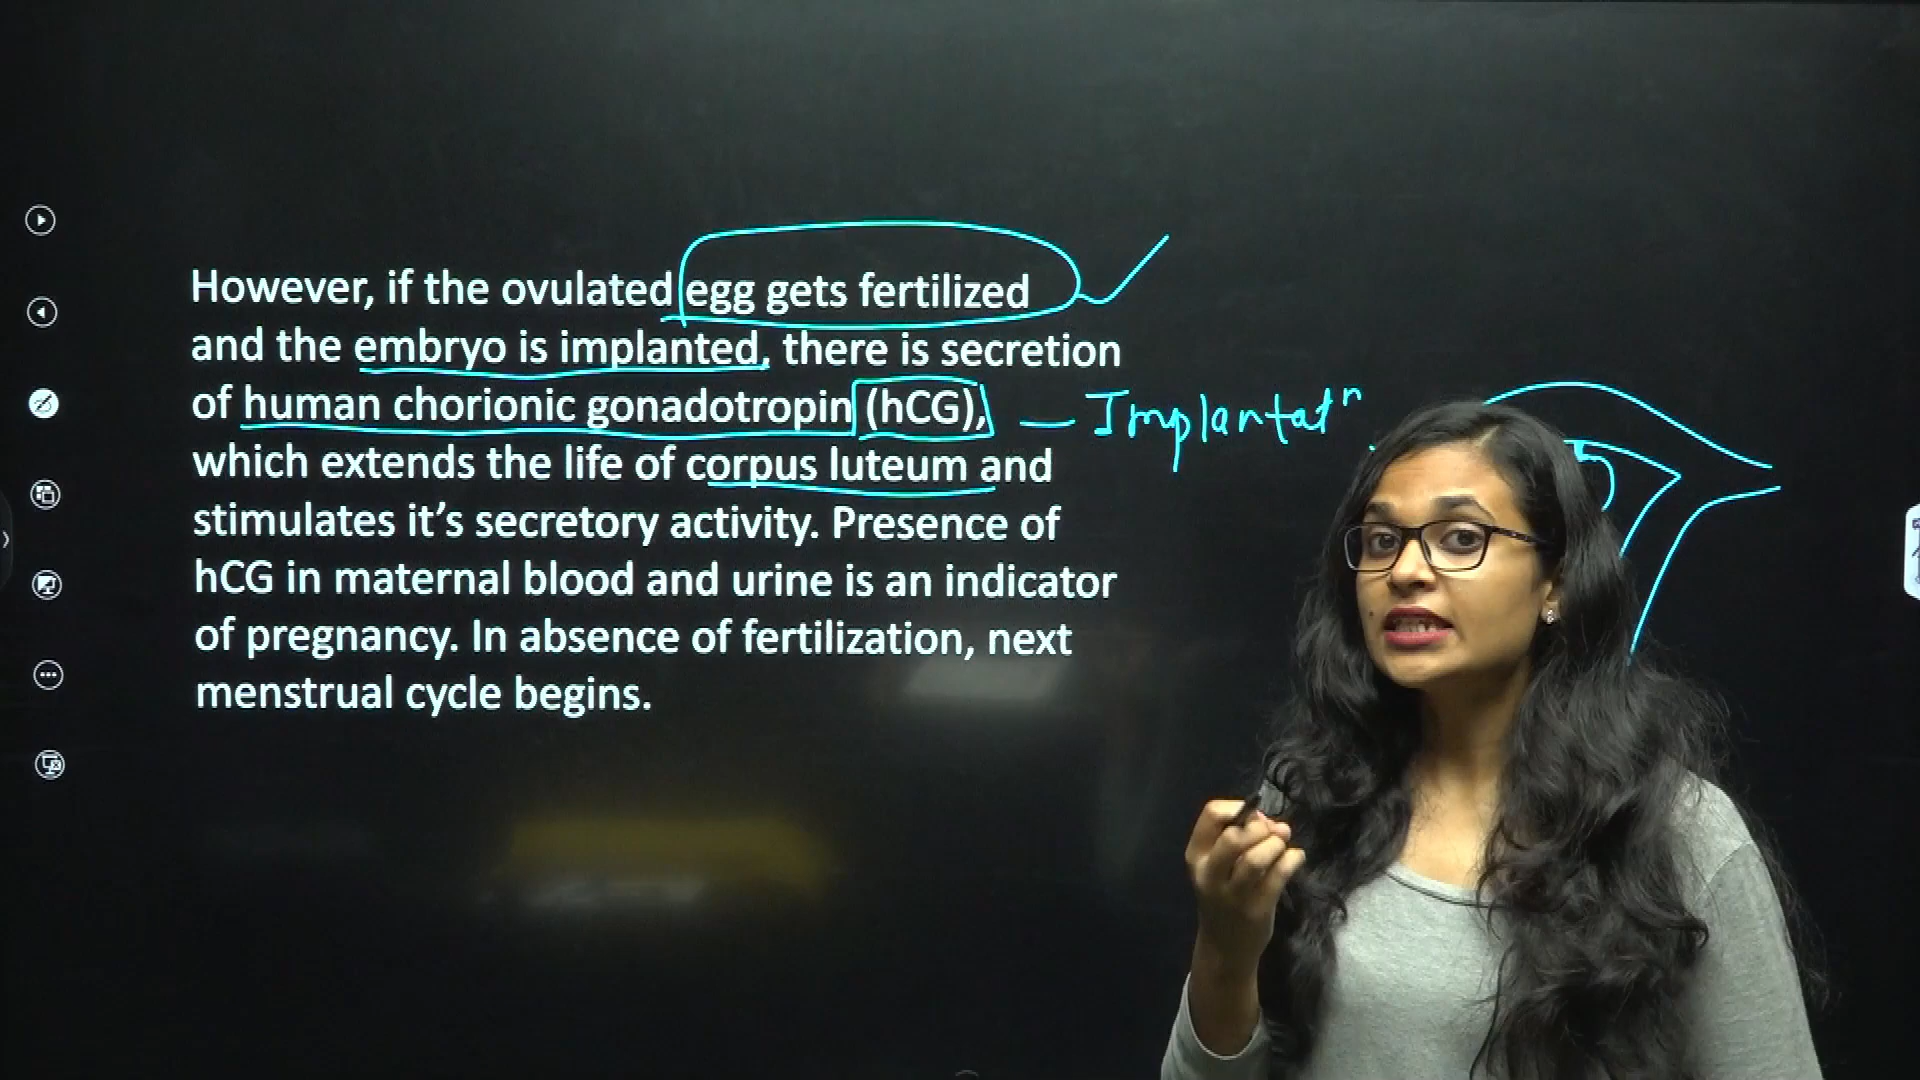 However, if the ovulated egg gets fertilized
and the embryo is implanted, there is secretion
of human chorionic gonadotropin (hCG), — Implantatⁿ
which extends the life of corpus luteum and
stimulates it’s secretory activity. Presence of
hCG in maternal blood and urine is an indicator
of pregnancy. In absence of fertilization, next
menstrual cycle begins.